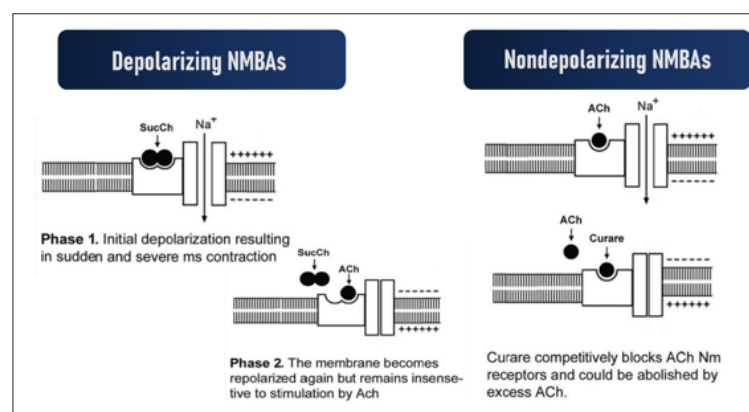 Depolarizing NMBAs
SucCh
Na+
++++++
------
Phase 1. Initial depolarization resulting
in sudden and severe ms contraction
SucCh
ACh
------
++++++
Phase 2. The membrane becomes
repolarized again but remains insense-
tive to stimulation by Ach
Nondepolarizing NMBAs
ACh
Na+
++++++
------
ACh
Curare
------
++++++
Curare competitively blocks ACh Nm
receptors and could be abolished by
excess ACh.